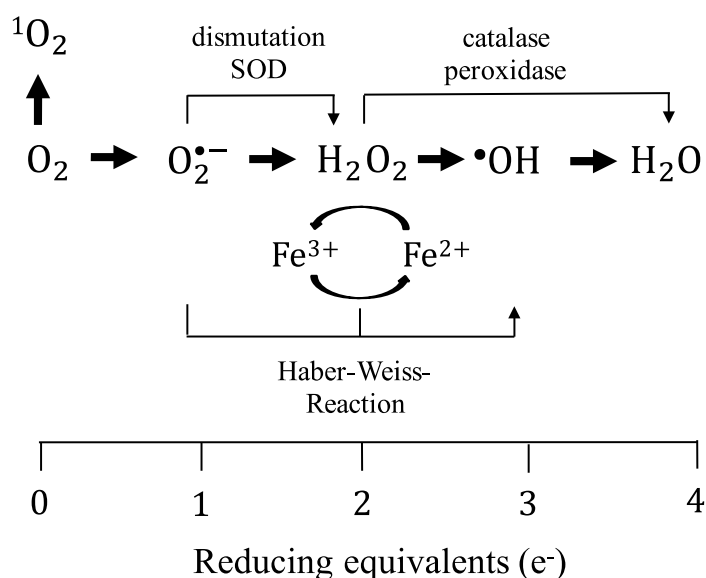 ¹O₂
dismutation
SOD
catalase
peroxidase
O₂ O₂•− H₂O₂ •OH H₂O
Fe³⁺ Fe²⁺
Haber-Weiss-
Reaction
0 1 2 3 4
Reducing equivalents (e⁻)